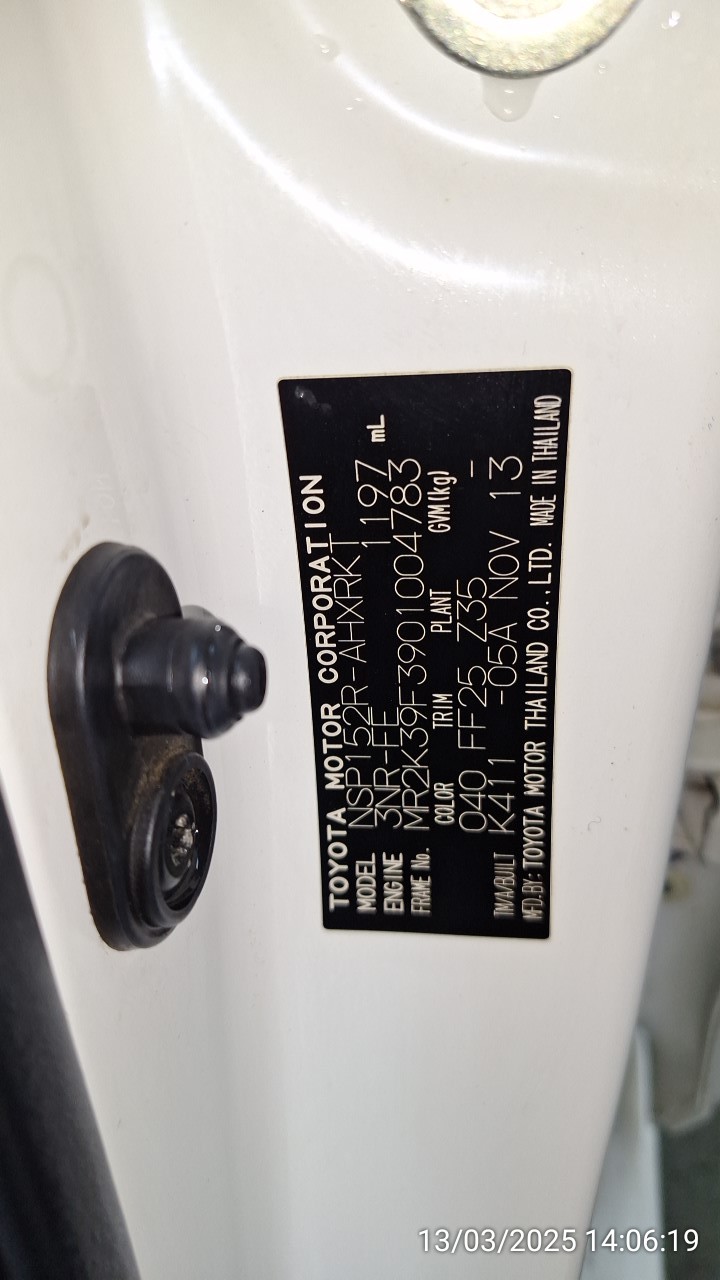 TOYOTA MOTOR CORPORATION
MODEL NSP152R-AHXRKT
ENGINE 3NR-FE 1197 mL
FRAME No. MR2K39F3901004783
COLOR TRIM PLANT GVM(kg)
040 FF25 Z35 –
TM/A/BUILT K411 -05A NOV 13
MFD.BY: TOYOTA MOTOR THAILAND CO.,LTD. MADE IN THAILAND
13/03/2025 14:06:19